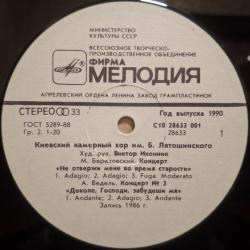 МИНИСТЕРСТВО
КУЛЬТУРЫ СССР
ВСЕСОЮЗНОЕ ТВОРЧЕСКО-
ПРОИЗВОДСТВЕННОЕ ОБЪЕДИНЕНИЕ
ФИРМА
МЕЛОДИЯ
АПРЕЛЕВСКИЙ ОРДЕНА ЛЕНИНА ЗАВОД ГРАМПЛАСТИНОК
СТЕРЕО 33
Год выпуска 1990
ГОСТ 5289-88
С10 28633 001
Гр. 2. 1-20
28633
1
Киевский камерный хор им. Б. Лятошинского
Худ. рук. Виктор Иконник
М. Березовский. Концерт
«Не отвержи мене во время старости»
1. Adagio; 2. Adagio; 3. Fuga. Moderato
А. Ведель. Концерт № 3
«Доколе, Господи, забудеши мя»
1. Andante; 2. Adagio; 3. Andante
Запись 1986 г.